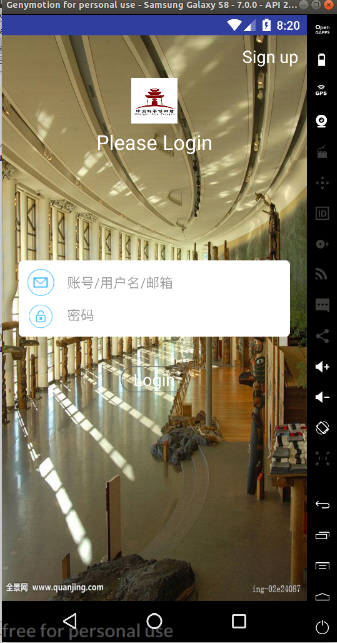 Genymotion for personal use - Samsung Galaxy S8 - 7.0.0 - API 2...
8:20
Open
GAPPS
Sign up
GPS
Please Login
ID
账号/用户名/邮箱
密码
Login
全景网 www.quanjing.com
ing-02e24087
free for personal use